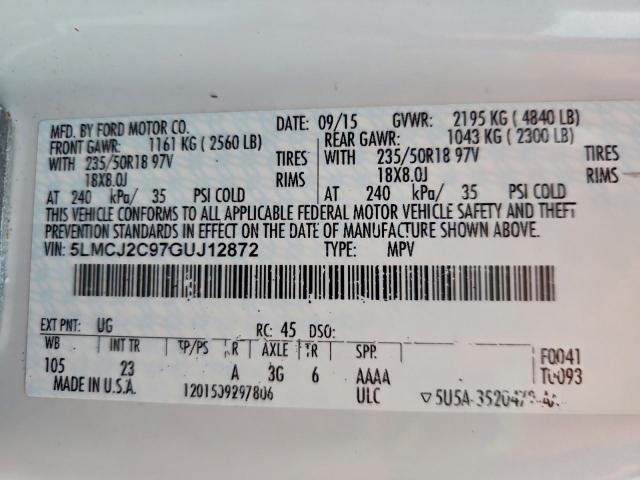 MFD. BY FORD MOTOR CO. DATE: 09/15 GVWR: 2195 KG ( 4840 LB)
FRONT GAWR: 1161 KG ( 2560 LB) REAR GAWR: 1043 KG ( 2300 LB)
WITH 235/50R18 97V TIRES WITH 235/50R18 97V TIRES
18X8.0J RIMS 18X8.0J RIMS
AT 240 kPa/ 35 PSI COLD AT 240 kPa/ 35 PSI COLD
THIS VEHICLE CONFORMS TO ALL APPLICABLE FEDERAL MOTOR VEHICLE SAFETY AND THEFT
PREVENTION STANDARDS IN EFFECT ON THE DATE OF MANUFACTURE SHOWN ABOVE.
VIN: 5LMCJ2C97GUJ12872 TYPE: MPV
EXT PNT: UG RC: 45 DSO:
WB INT TR TP/PS R AXLE TR SPR F0041
105 23 A 3G 6 AAAA
MADE IN U.S.A. 1201509297806 ULC